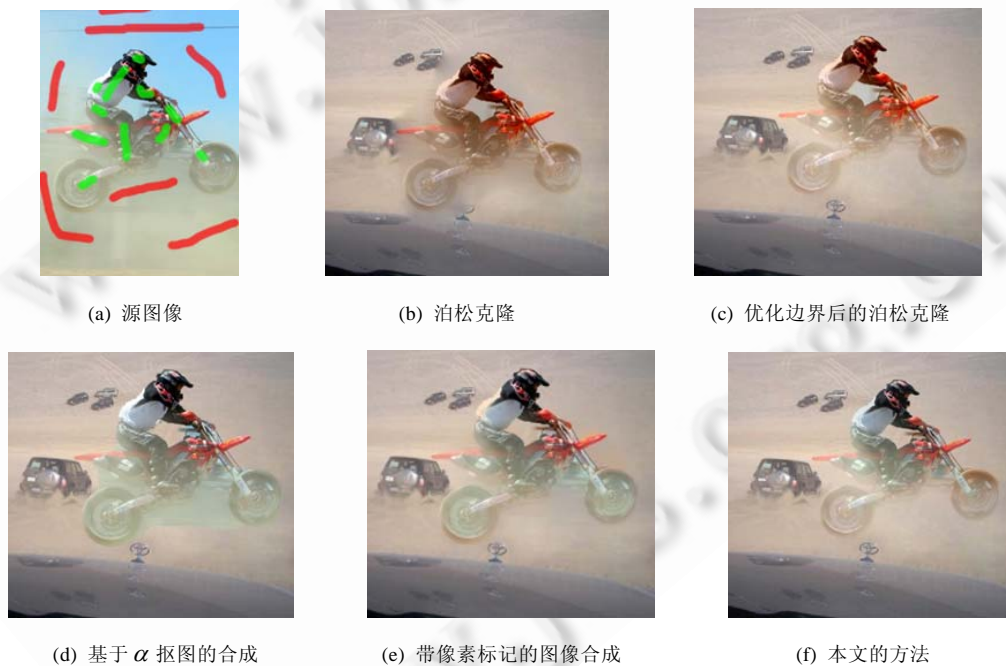 (a) 源图像
(b) 泊松克隆
(c) 优化边界后的泊松克隆
(d) 基于 α 抠图的合成
(e) 带像素标记的图像合成
(f) 本文的方法